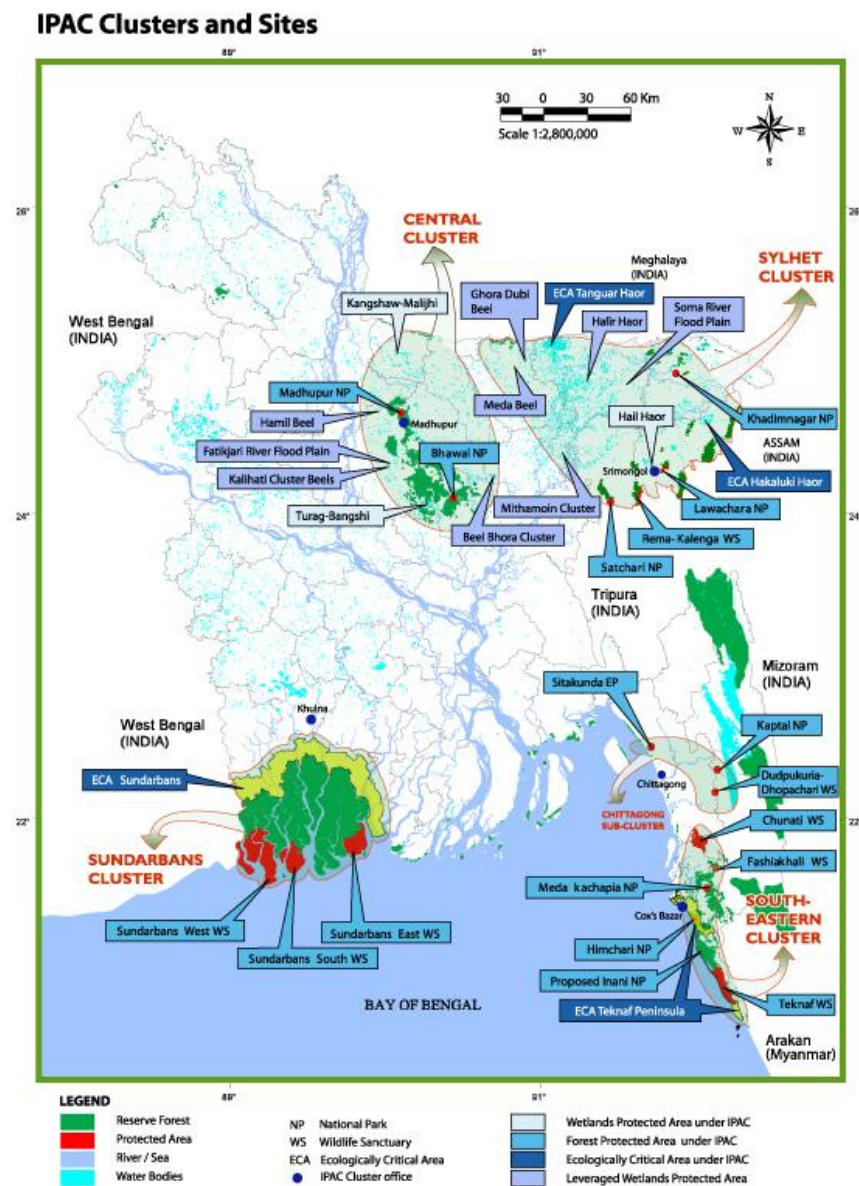 IPAC Clusters and Sites
89°
91°
30 0 30 60 Km
Scale 1:2,800,000
N
W E
S
26°
26°
CENTRAL
CLUSTER
Meghalaya
(INDIA)
SYLHET
CLUSTER
Kangshaw-Malijhi
Ghora Dubi
Beel
ECA Tanguar Haor
Halir Haor
Soma River
Flood Plain
West Bengal
(INDIA)
Madhupur NP
Hamil Beel
Madhupur
Meda Beel
Hail Haor
Khadimnagar NP
Fatikjari River Flood Plain
Bhawal NP
Srimongol
ASSAM
(INDIA)
Kalihati Cluster Beels
ECA Hakaluki Haor
Turag-Bangshi
Mithamoin Cluster
Lawachara NP
24°
24°
Beel Bhora Cluster
Rema-Kalenga WS
Satchari NP
Tripura
(INDIA)
Mizoram
(INDIA)
Sitakunda EP
Khulna
West Bengal
(INDIA)
Kaptai NP
ECA Sundarbans
Chittagong
Dudpukuria-
Dhopachari WS
CHITTAGONG
SUB-CLUSTER
22°
22°
Chunati WS
SUNDARBANS
CLUSTER
Fashiakhali WS
Meda kachapia NP
SOUTH-
EASTERN
CLUSTER
Cox's Bazar
Sundarbans West WS
Sundarbans East WS
Sundarbans South WS
Himchari NP
Proposed Inani NP
Teknaf WS
BAY OF BENGAL
ECA Teknaf Peninsula
Arakan
(Myanmar)
89°
91°
LEGEND
Reserve Forest
Protected Area
River / Sea
Water Bodies
NP National Park
WS Wildlife Sanctuary
ECA Ecologically Critical Area
IPAC Cluster office
Wetlands Protected Area under IPAC
Forest Protected Area under IPAC
Ecologically Critical Area under IPAC
Leveraged Wetlands Protected Area